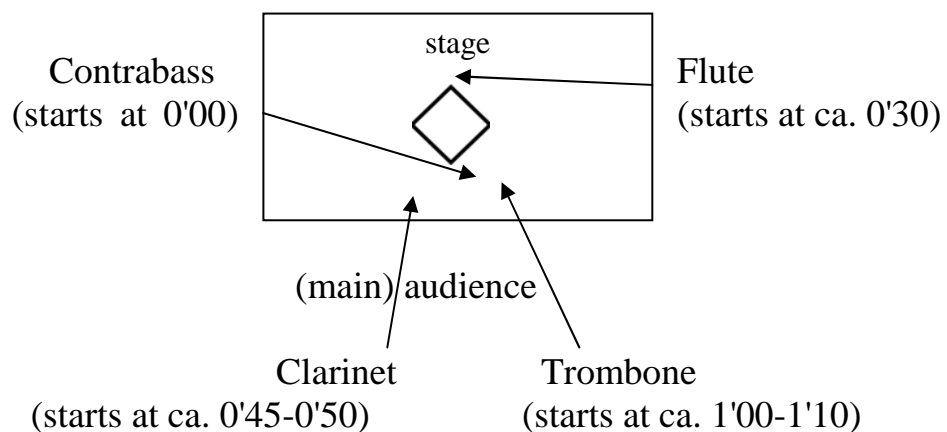 stage
Contrabass
(starts at 0'00)
Flute
(starts at ca. 0'30)
(main) audience
Clarinet
(starts at ca. 0'45-0'50)
Trombone
(starts at ca. 1'00-1'10)